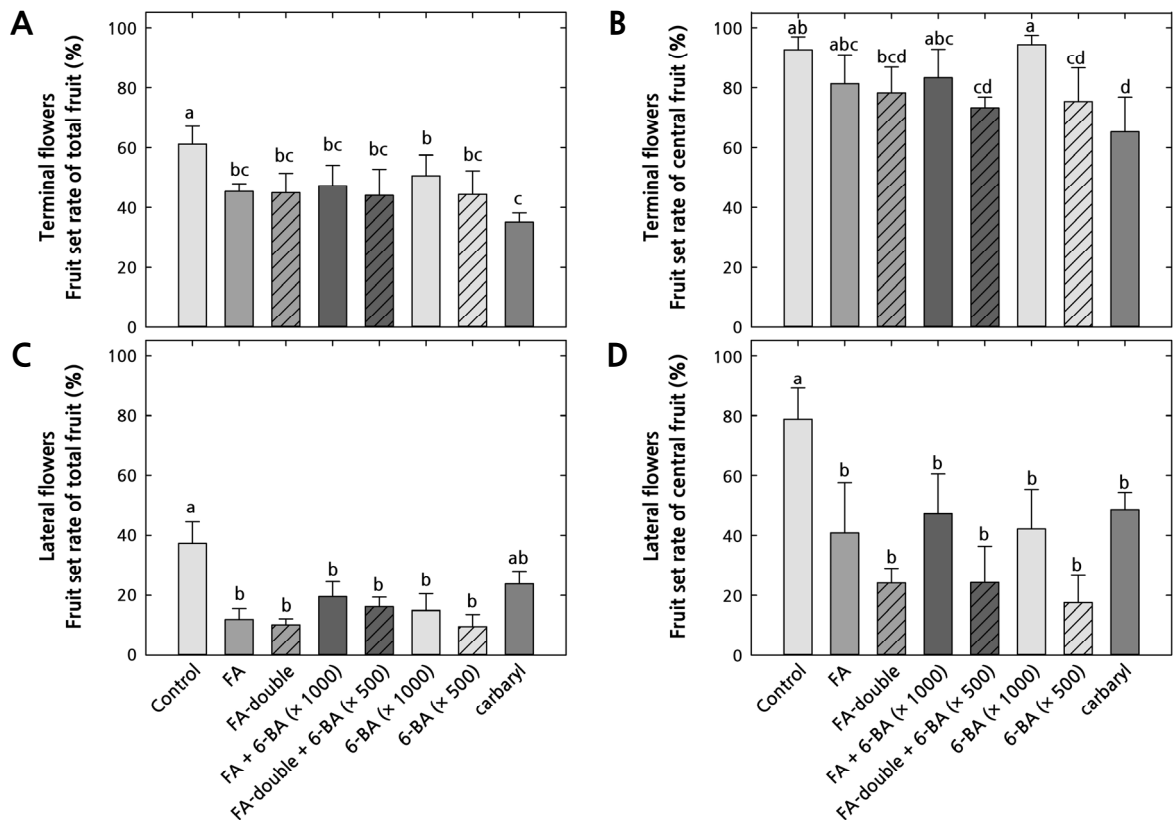 A
Terminal flowers
Fruit set rate of total fruit (%)
100
80
60
40
20
0
a
bc
bc
bc
bc
b
bc
c
B
Terminal flowers
Fruit set rate of central fruit (%)
100
80
60
40
20
0
ab
abc
bcd
abc
cd
a
cd
d
C
Lateral flowers
Fruit set rate of total fruit (%)
100
80
60
40
20
0
a
b
b
b
b
b
b
ab
Control
FA
FA-double
FA + 6-BA (× 1000)
FA-double + 6-BA (× 500)
6-BA (× 1000)
6-BA (× 500)
carbaryl
D
Lateral flowers
Fruit set rate of central fruit (%)
100
80
60
40
20
0
a
b
b
b
b
b
b
b
Control
FA
FA-double
FA + 6-BA (× 1000)
FA-double + 6-BA (× 500)
6-BA (× 1000)
6-BA (× 500)
carbaryl